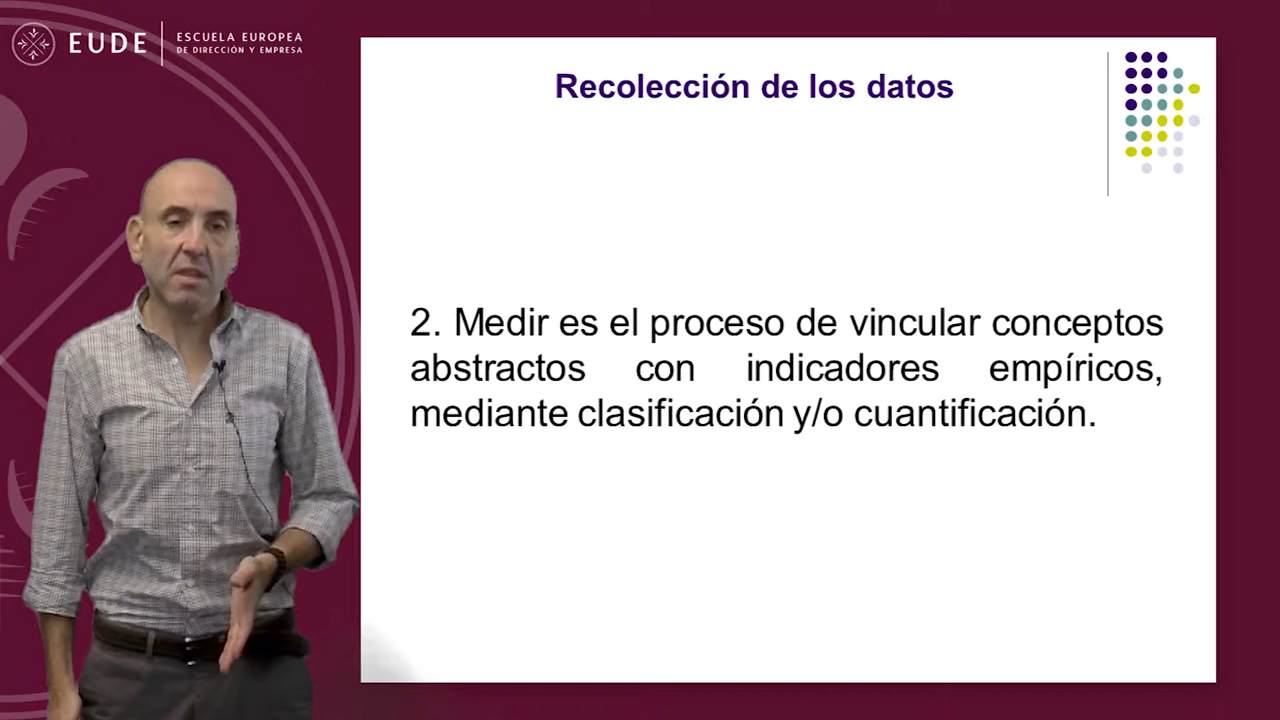 EUDE
ESCUELA EUROPEA
DE DIRECCIÓN Y EMPRESA
Recolección de los datos
2. Medir es el proceso de vincular conceptos
abstractos con indicadores empíricos,
mediante clasificación y/o cuantificación.